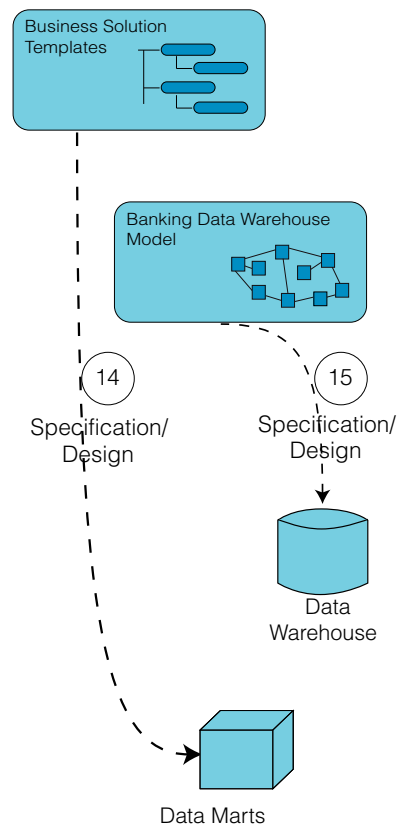 Business Solution
Templates
Banking Data Warehouse
Model
14
Specification/
Design
15
Specification/
Design
Data
Warehouse
Data Marts